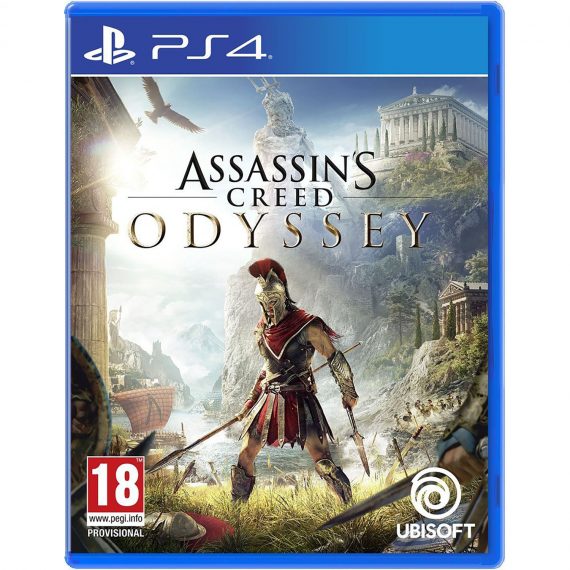 PS4
ASSASSIN'S
CREED
ODYSSEY
18
www.pegi.info
PROVISIONAL
UBISOFT